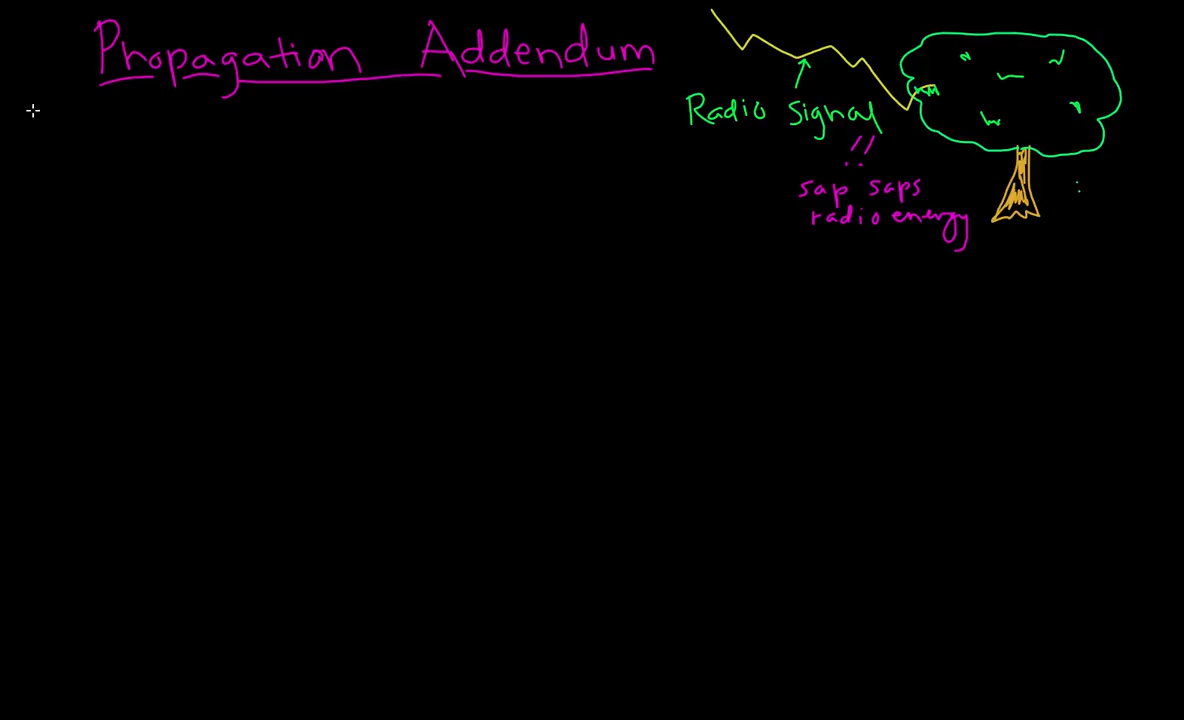 Propagation Addendum
Radio signal
!!
sap saps
radio energy